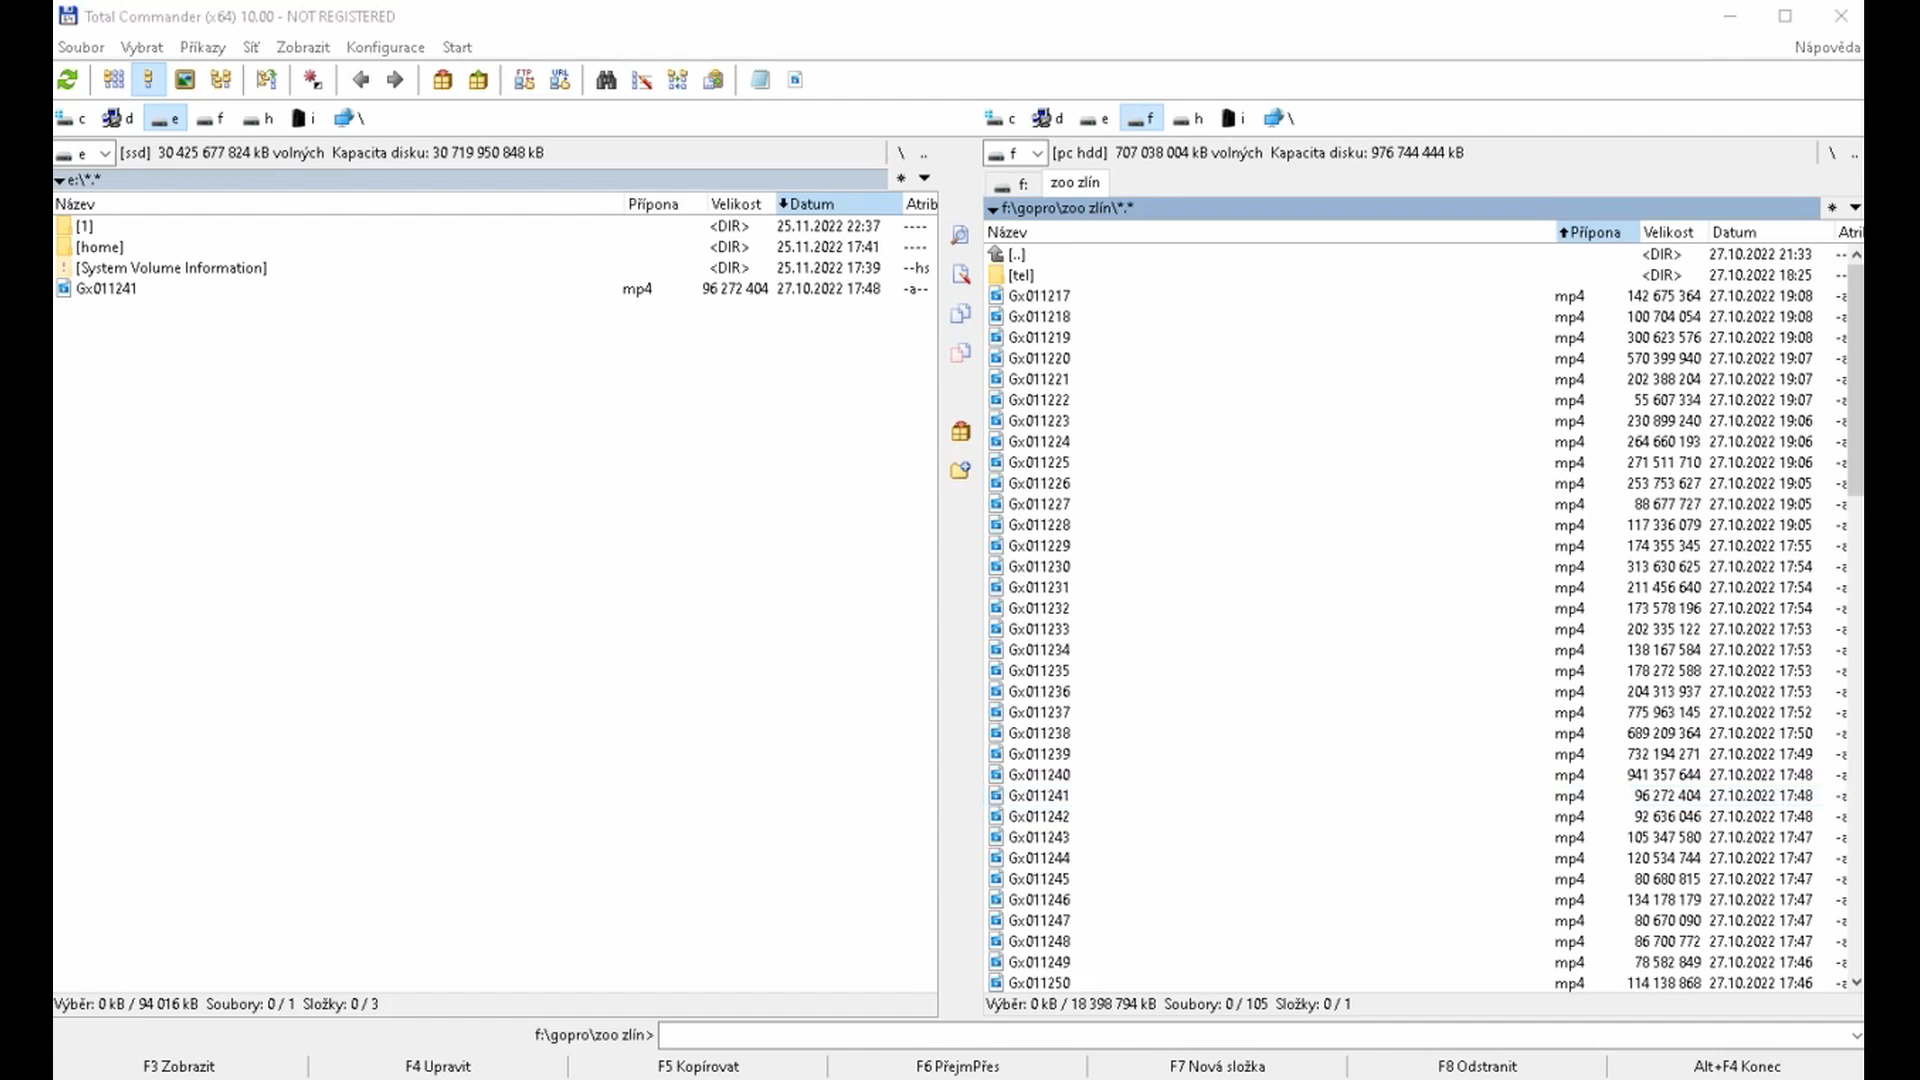 Total Commander (x64) 10.00 - NOT REGISTERED
Soubor Vybrat Příkazy Síť Zobrazit Konfigurace Start Nápověda
FTP URL
c d e f h i \ c d e f h i \
e [ssd] 30 425 677 824 kB volných Kapacita disku: 30 719 950 848 kB \ .. f [pc hdd] 707 038 004 kB volných Kapacita disku: 976 744 444 kB \ ..
e:\*.* *
f: zoo zlín
f:\gopro\zoo zlín\*.* *
Název Přípona Velikost Datum Atrib
[1] <DIR> 25.11.2022 22:37 ----
[home] <DIR> 25.11.2022 17:41 ----
[System Volume Information] <DIR> 25.11.2022 17:39 --hs
Gx011241 mp4 96 272 404 27.10.2022 17:48 -a--
Název Přípona Velikost Datum Atri
[..] <DIR> 27.10.2022 21:33 --
[tel] <DIR> 27.10.2022 18:25 --
Gx011217 mp4 142 675 364 27.10.2022 19:08 -a
Gx011218 mp4 100 704 054 27.10.2022 19:08 -a
Gx011219 mp4 300 623 576 27.10.2022 19:08 -a
Gx011220 mp4 570 399 940 27.10.2022 19:07 -a
Gx011221 mp4 202 388 204 27.10.2022 19:07 -a
Gx011222 mp4 55 607 334 27.10.2022 19:07 -a
Gx011223 mp4 230 899 240 27.10.2022 19:06 -a
Gx011224 mp4 264 660 193 27.10.2022 19:06 -a
Gx011225 mp4 271 511 710 27.10.2022 19:06 -a
Gx011226 mp4 253 753 627 27.10.2022 19:05 -a
Gx011227 mp4 88 677 727 27.10.2022 19:05 -a
Gx011228 mp4 117 336 079 27.10.2022 19:05 -a
Gx011229 mp4 174 355 345 27.10.2022 17:55 -a
Gx011230 mp4 313 630 625 27.10.2022 17:54 -a
Gx011231 mp4 211 456 640 27.10.2022 17:54 -a
Gx011232 mp4 173 578 196 27.10.2022 17:54 -a
Gx011233 mp4 202 335 122 27.10.2022 17:53 -a
Gx011234 mp4 138 167 584 27.10.2022 17:53 -a
Gx011235 mp4 178 272 588 27.10.2022 17:53 -a
Gx011236 mp4 204 313 937 27.10.2022 17:53 -a
Gx011237 mp4 775 963 145 27.10.2022 17:52 -a
Gx011238 mp4 689 209 364 27.10.2022 17:50 -a
Gx011239 mp4 732 194 271 27.10.2022 17:49 -a
Gx011240 mp4 941 357 644 27.10.2022 17:48 -a
Gx011241 mp4 96 272 404 27.10.2022 17:48 -a
Gx011242 mp4 92 636 046 27.10.2022 17:48 -a
Gx011243 mp4 105 347 580 27.10.2022 17:47 -a
Gx011244 mp4 120 534 744 27.10.2022 17:47 -a
Gx011245 mp4 80 680 815 27.10.2022 17:47 -a
Gx011246 mp4 134 178 179 27.10.2022 17:47 -a
Gx011247 mp4 80 670 090 27.10.2022 17:47 -a
Gx011248 mp4 86 700 772 27.10.2022 17:47 -a
Gx011249 mp4 78 582 849 27.10.2022 17:46 -a
Gx011250 mp4 114 138 868 27.10.2022 17:46 -a
Výběr: 0 kB / 94 016 kB Soubory: 0 / 1 Složky: 0 / 3
Výběr: 0 kB / 18 398 794 kB Soubory: 0 / 105 Složky: 0 / 1
f:\gopro\zoo zlín>
F3 Zobrazit F4 Upravit F5 Kopírovat F6 PřejmPřes F7 Nová složka F8 Odstranit Alt+F4 Konec